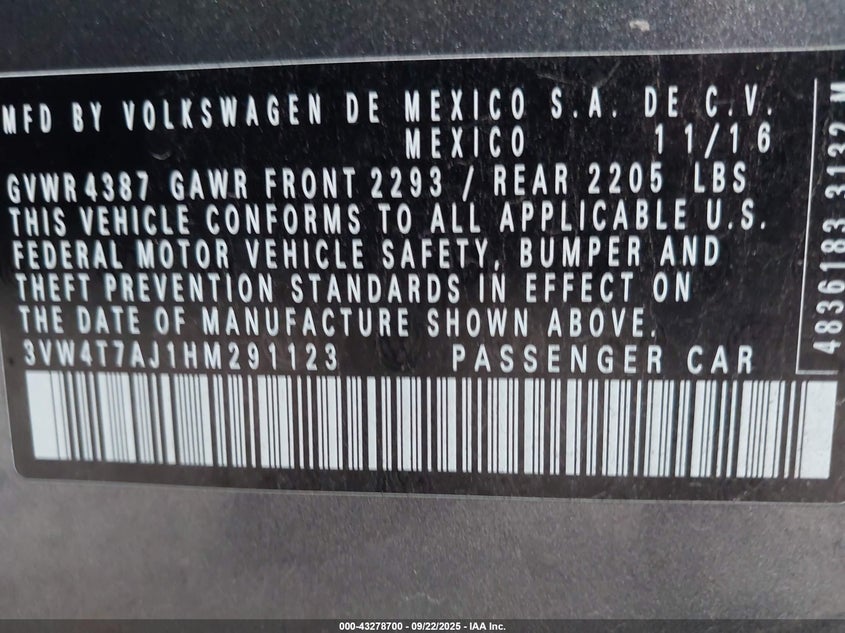 MFD BY VOLKSWAGEN DE MEXICO S.A. DE C.V.
MEXICO 11/16
GVWR 4387 GAWR FRONT 2293 / REAR 2205 LBS
THIS VEHICLE CONFORMS TO ALL APPLICABLE U.S.
FEDERAL MOTOR VEHICLE SAFETY, BUMPER AND
THEFT PREVENTION STANDARDS IN EFFECT ON
THE DATE OF MANUFACTURE SHOWN ABOVE.
3VW4T7AJ1HM291123 PASSENGER CAR
4836183 3132 M
000-43278700 - 09/22/2025 - IAA Inc.